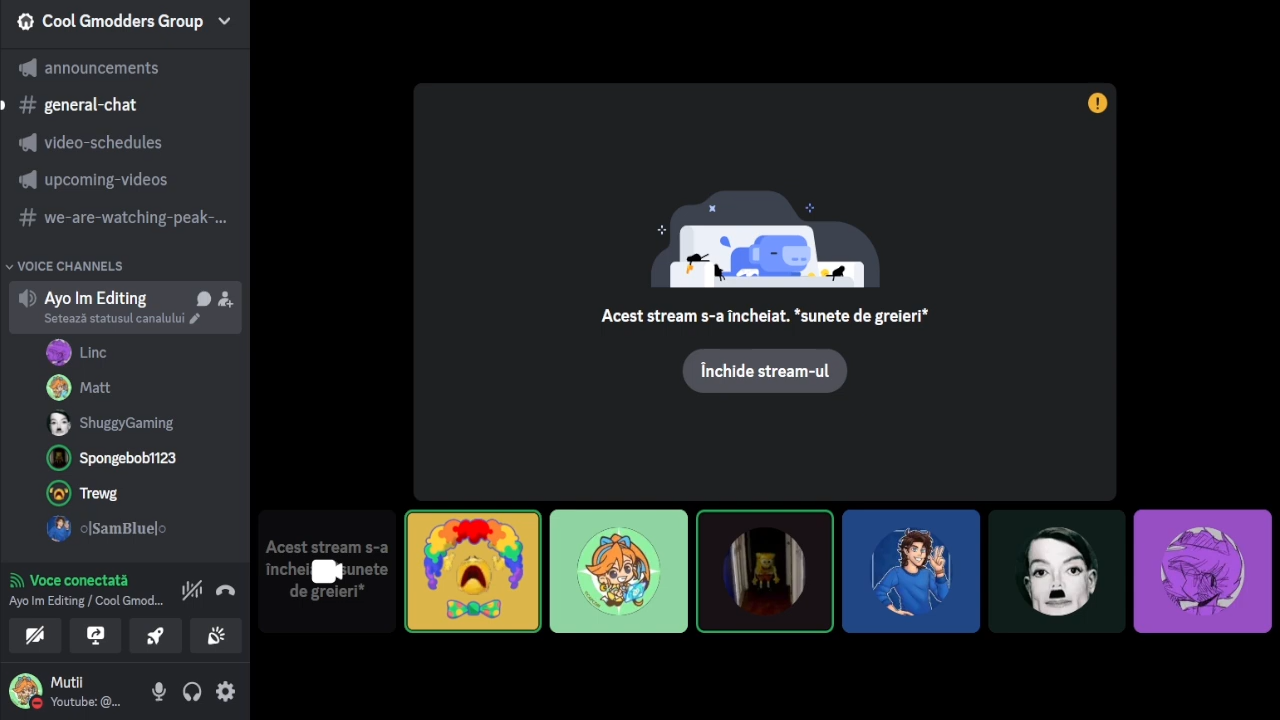 Cool Gmodders Group
announcements
general-chat
video-schedules
upcoming-videos
we-are-watching-peak-...
VOICE CHANNELS
Ayo Im Editing
Setează statusul canalului
Linc
Matt
ShuggyGaming
Spongebob1123
Trewg
○|𝐒𝐚𝐦𝐁𝐥𝐮𝐞|○
Voce conectată
Ayo Im Editing / Cool Gmod...
Mutii
Youtube: @...
Acest stream s-a încheiat. *sunete de greieri*
Închide stream-ul
Acest stream s-a
închei sunete
de greieri*